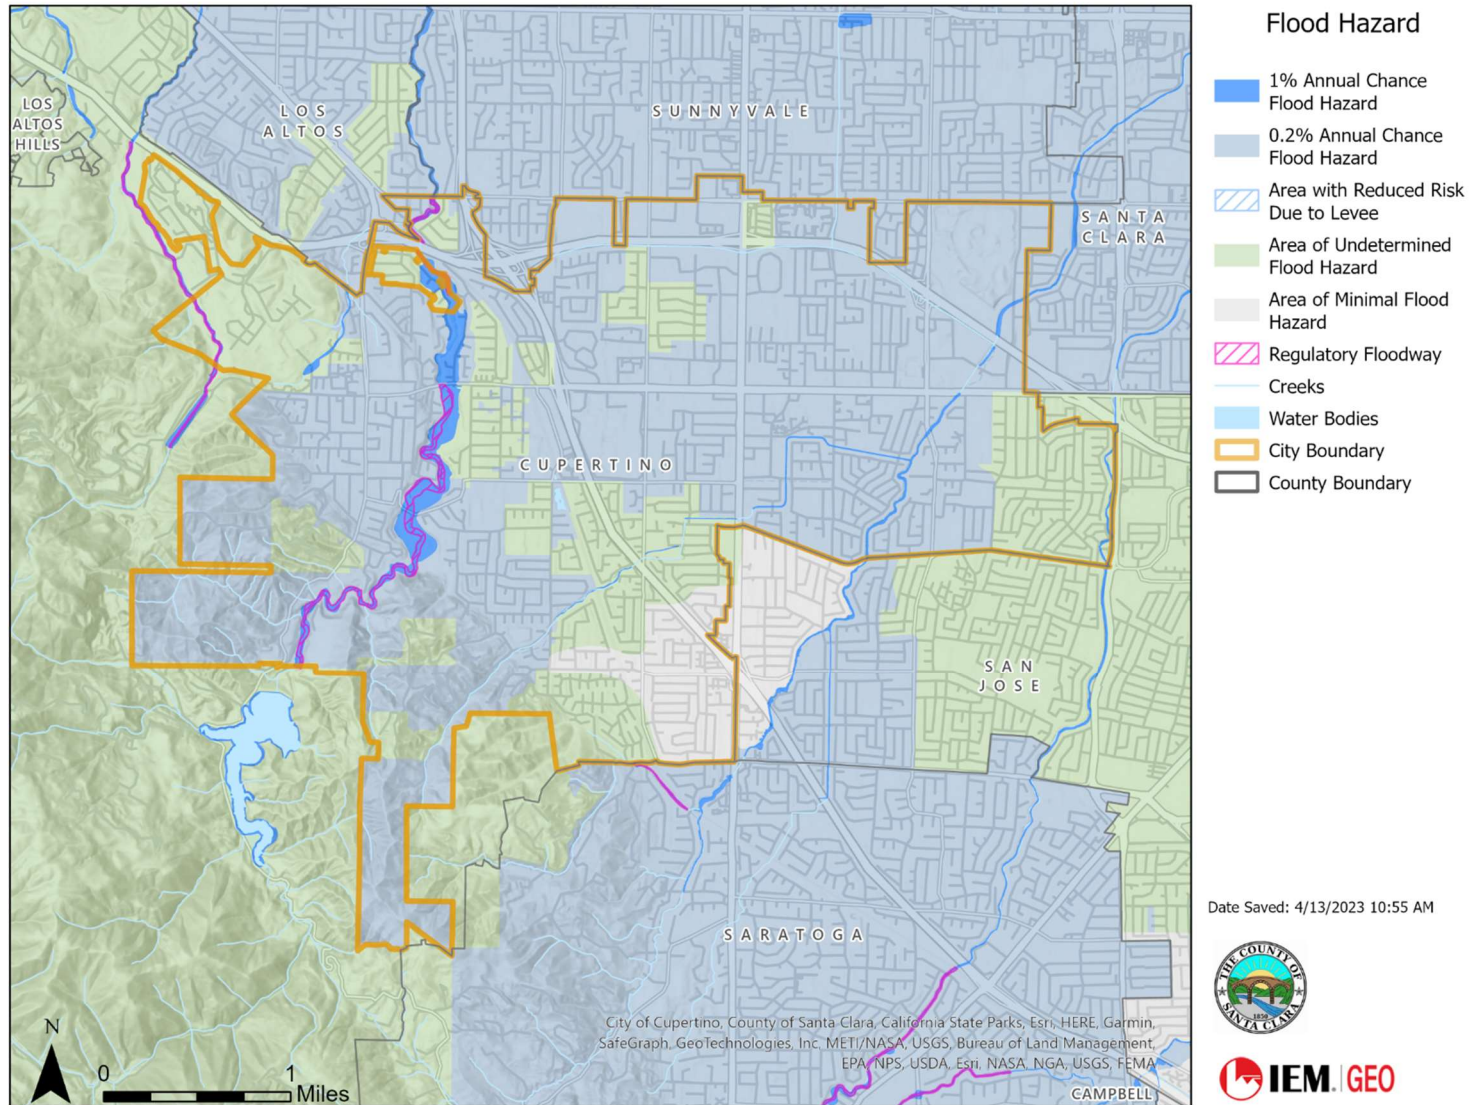 Flood Hazard
1% Annual Chance
Flood Hazard
0.2% Annual Chance
Flood Hazard
Area with Reduced Risk
Due to Levee
Area of Undetermined
Flood Hazard
Area of Minimal Flood
Hazard
Regulatory Floodway
Creeks
Water Bodies
City Boundary
County Boundary
LOS
ALTOS
HILLS
LOS
ALTOS
SUNNYVALE
SANTA
CLARA
CUPERTINO
SAN
JOSE
SARATOGA
CAMPBELL
City of Cupertino, County of Santa Clara, California State Parks, Esri, HERE, Garmin,
SafeGraph, GeoTechnologies, Inc, METI/NASA, USGS, Bureau of Land Management,
EPA, NPS, USDA, Esri, NASA, NGA, USGS, FEMA
N
0 1
Miles
Date Saved: 4/13/2023 10:55 AM
THE COUNTY OF
SANTA CLARA
1850
IEM. | GEO